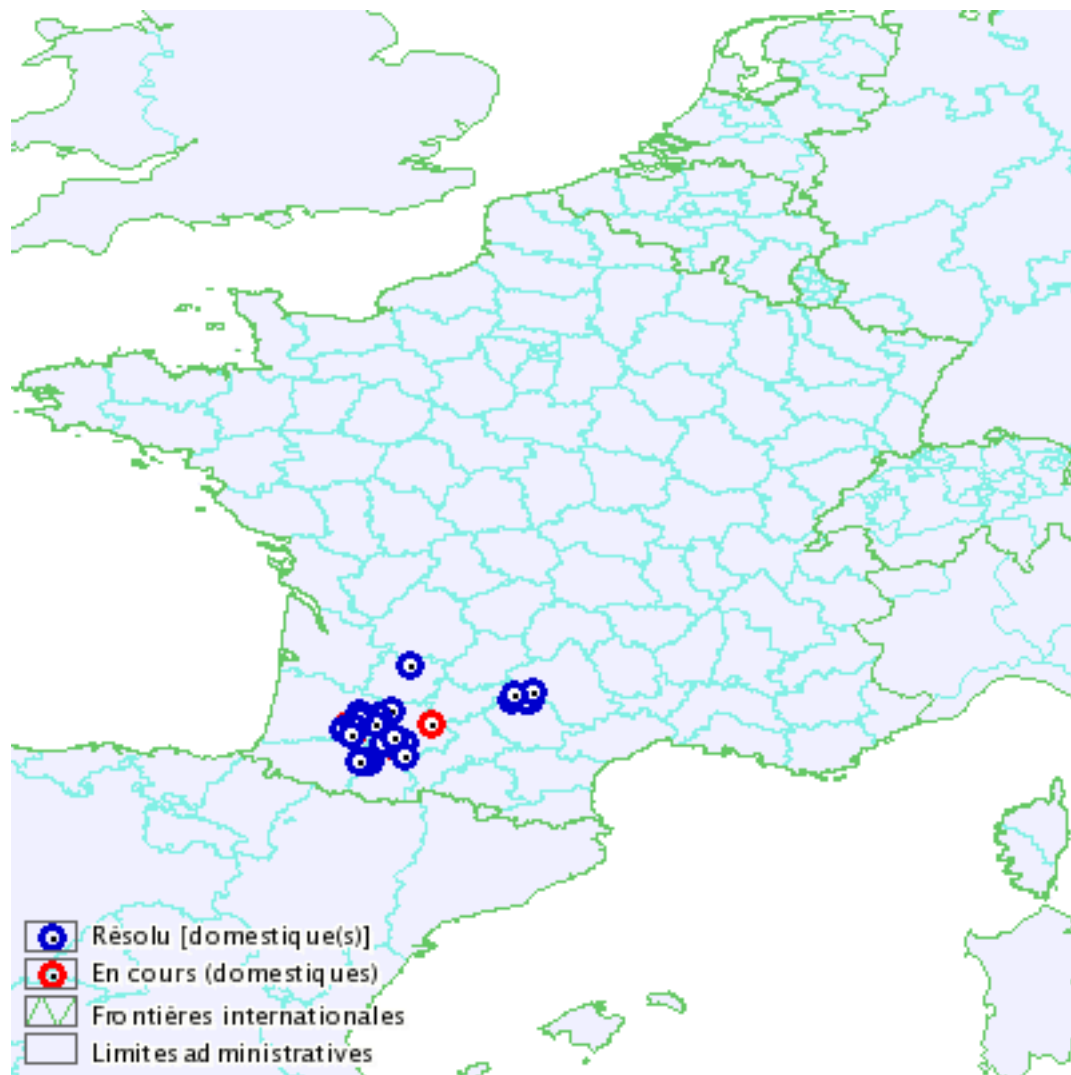 Résolu [domestique(s)]
En cours (domestiques)
Frontières internationales
Limites administratives